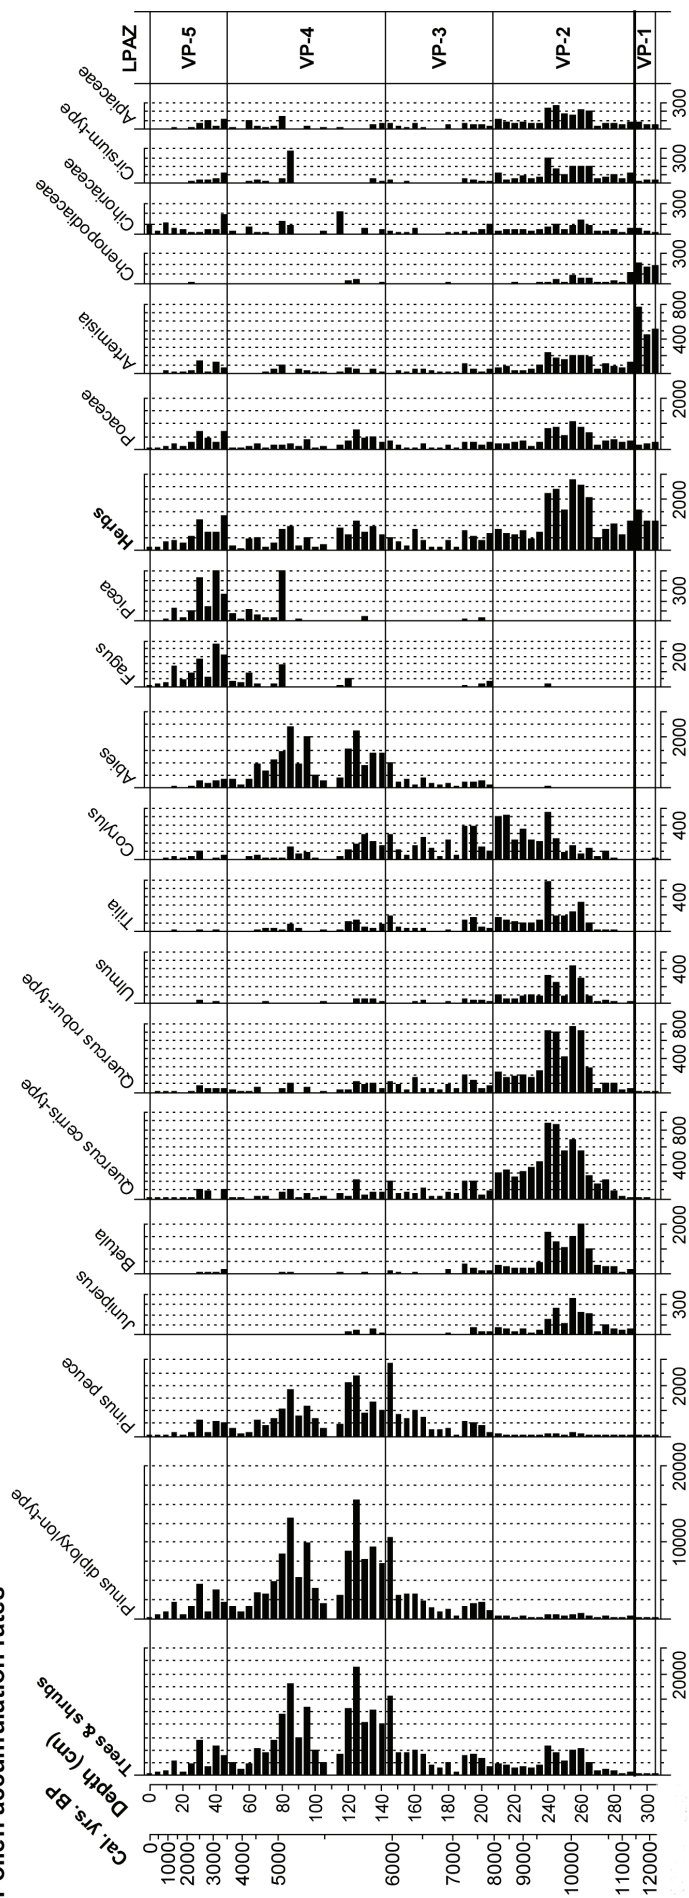 Pollen accumulation rates
Cal. yrs. BP
Depth (cm)
Trees & shrubs
Pinus diploxylon-type
Pinus peuce
Juniperus
Betula
Quercus cerris-type
Quercus robur-type
Ulmus
Tilia
Corylus
Abies
Fagus
Picea
Herbs
Poaceae
Artemisia
Chenopodiaceae
Cihoriaceae
Cirsium-type
Apiaceae
LPAZ
0
1000
2000
3000
4000
5000
6000
7000
8000
9000
10000
11000
12000
0
20
40
60
80
100
120
140
160
180
200
220
240
260
280
300
VP-5
VP-4
VP-3
VP-2
VP-1
20000 10000 20000 2000 300 2000 400 800 400 800 400 400 400 2000 200 300 2000 2000 400 800 300 300 300 300